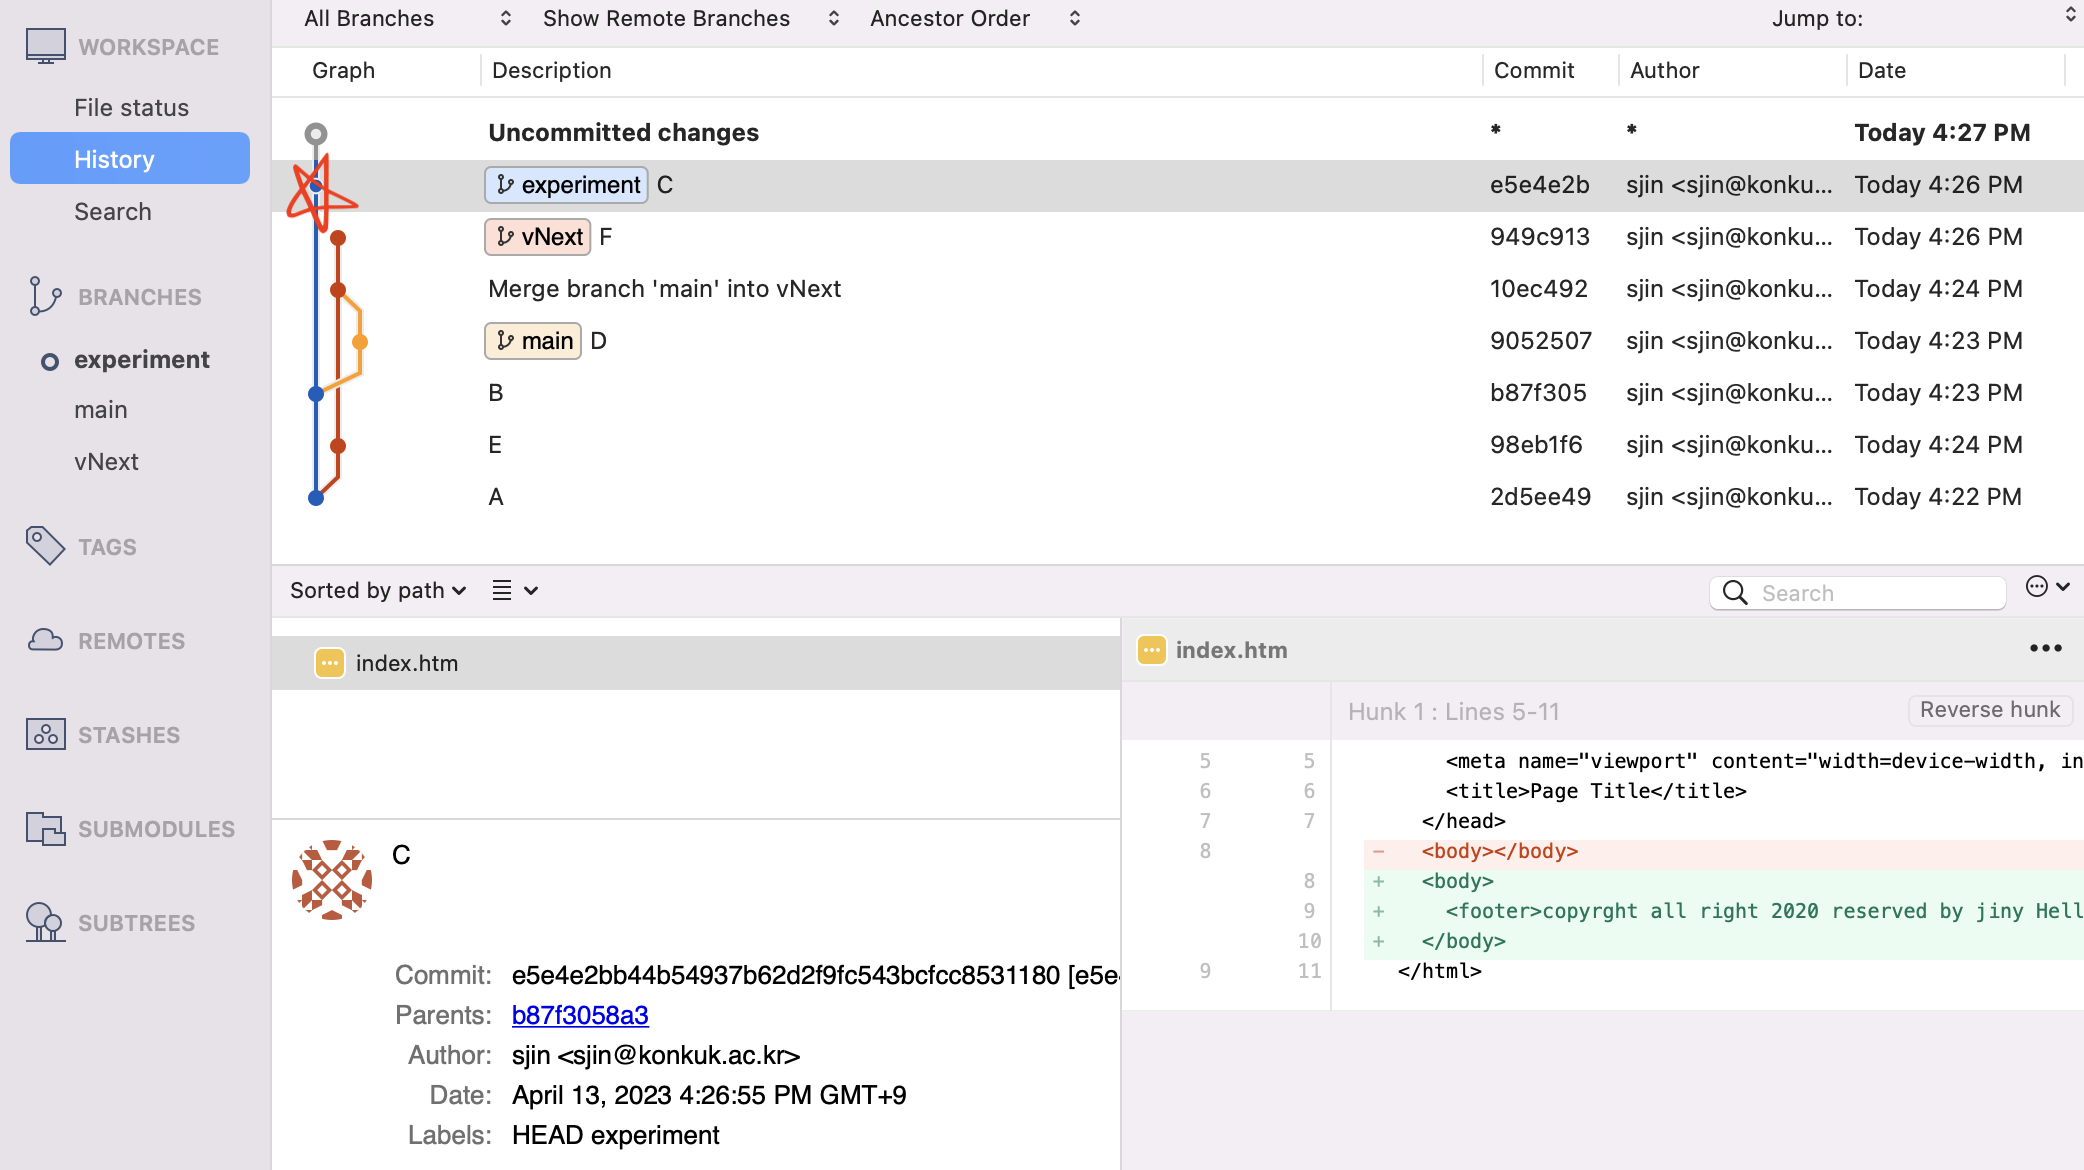 All Branches Show Remote Branches Ancestor Order Jump to:
WORKSPACE
File status
History
Search
BRANCHES
experiment
main
vNext
TAGS
REMOTES
STASHES
SUBMODULES
SUBTREES
Graph Description Commit Author Date
Uncommitted changes * * Today 4:27 PM
experiment C e5e4e2b sjin <sjin@konku... Today 4:26 PM
vNext F 949c913 sjin <sjin@konku... Today 4:26 PM
Merge branch 'main' into vNext 10ec492 sjin <sjin@konku... Today 4:24 PM
main D 9052507 sjin <sjin@konku... Today 4:23 PM
B b87f305 sjin <sjin@konku... Today 4:23 PM
E 98eb1f6 sjin <sjin@konku... Today 4:24 PM
A 2d5ee49 sjin <sjin@konku... Today 4:22 PM
Sorted by path Search
index.htm
C
Commit: e5e4e2bb44b54937b62d2f9fc543bcfcc8531180 [e5e
Parents: b87f3058a3
Author: sjin <sjin@konkuk.ac.kr>
Date: April 13, 2023 4:26:55 PM GMT+9
Labels: HEAD experiment
index.htm
Hunk 1 : Lines 5-11 Reverse hunk
5 5 <meta name="viewport" content="width=device-width, in
6 6 <title>Page Title</title>
7 7 </head>
8 - <body></body>
8 + <body>
9 + <footer>copyrght all right 2020 reserved by jiny Hell
10 + </body>
9 11 </html>